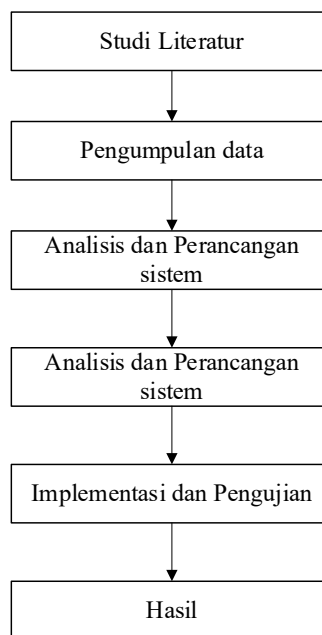 Studi Literatur
Pengumpulan data
Analisis dan Perancangan
sistem
Analisis dan Perancangan
sistem
Implementasi dan Pengujian
Hasil